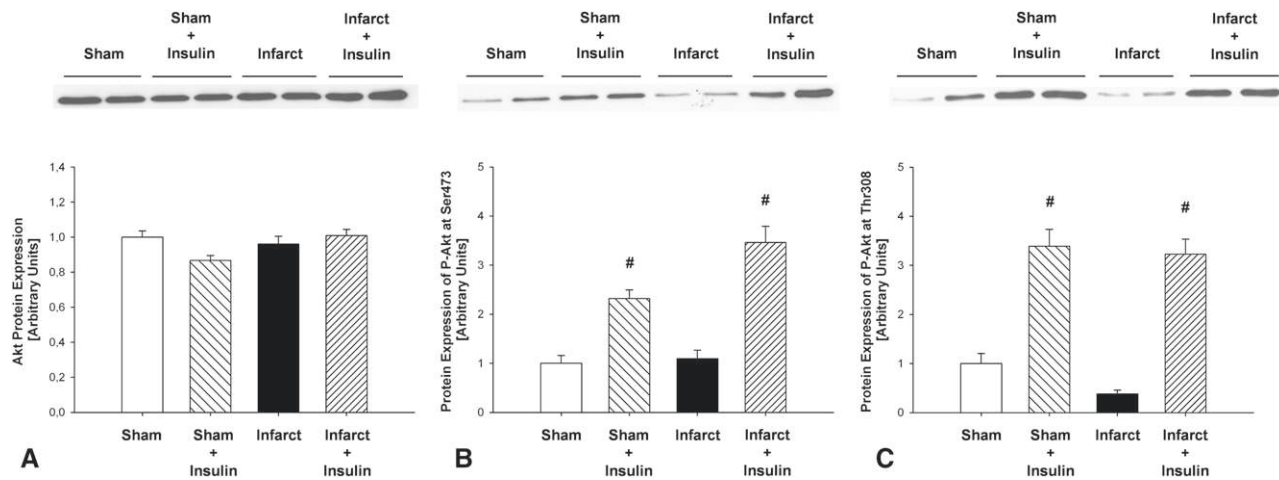 Sham
Sham
+
Insulin
Infarct
Infarct
+
Insulin
Akt Protein Expression
[Arbitrary Units]
1,4
1,2
1,0
0,8
0,6
0,4
0,2
0,0
Sham
Sham
+
Insulin
Infarct
Infarct
+
Insulin
A
Sham
Sham
+
Insulin
Infarct
Infarct
+
Insulin
Protein Expression of P-Akt at Ser473
[Arbitrary Units]
5
4
3
2
1
0
#
#
Sham
Sham
+
Insulin
Infarct
Infarct
+
Insulin
B
Sham
Sham
+
Insulin
Infarct
Infarct
+
Insulin
Protein Expression of P-Akt at Thr308
[Arbitrary Units]
5
4
3
2
1
0
#
#
Sham
Sham
+
Insulin
Infarct
Infarct
+
Insulin
C